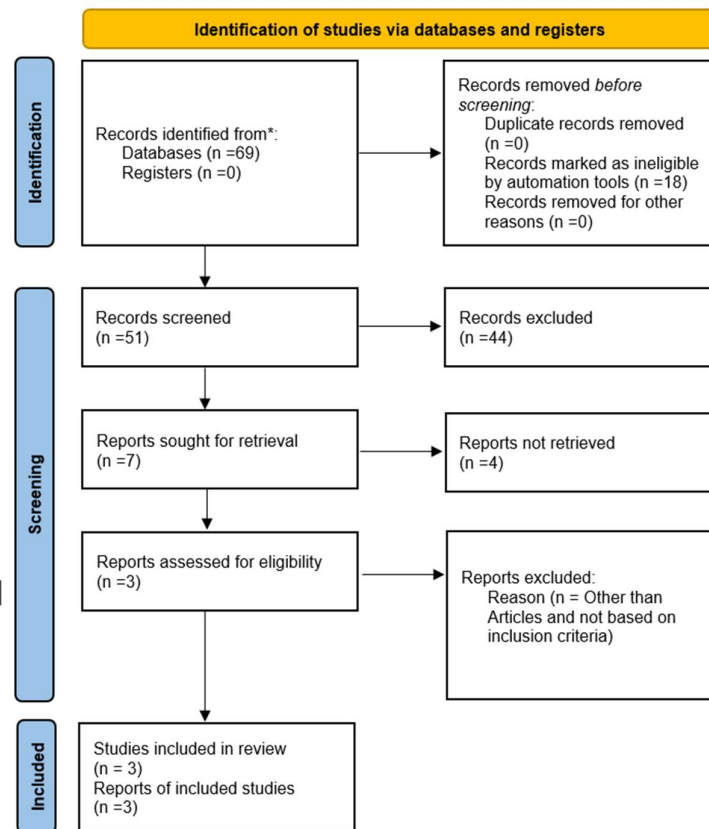 Identification of studies via databases and registers
Identification
Records identified from*:
Databases (n =69)
Registers (n =0)
Records removed before
screening:
Duplicate records removed
(n =0)
Records marked as ineligible
by automation tools (n =18)
Records removed for other
reasons (n =0)
Screening
Records screened
(n =51)
Records excluded
(n =44)
Reports sought for retrieval
(n =7)
Reports not retrieved
(n =4)
Reports assessed for eligibility
(n =3)
Reports excluded:
Reason (n = Other than
Articles and not based on
inclusion criteria)
Included
Studies included in review
(n = 3)
Reports of included studies
(n =3)